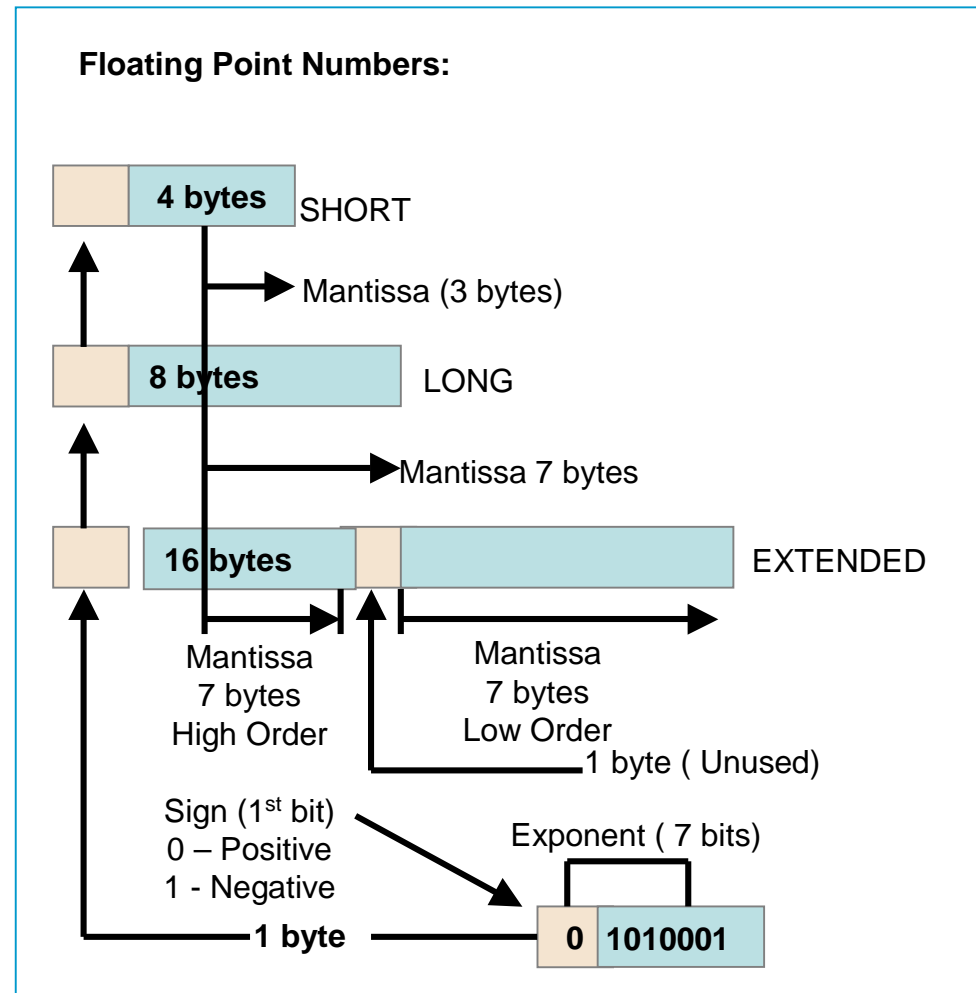 Floating Point Numbers:
4 bytes
SHORT
Mantissa (3 bytes)
8 bytes
LONG
Mantissa 7 bytes
16 bytes
EXTENDED
Mantissa
7 bytes
High Order
Mantissa
7 bytes
Low Order
1 byte ( Unused)
Sign (1st bit)
0 – Positive
1 - Negative
Exponent ( 7 bits)
1 byte
0 1010001